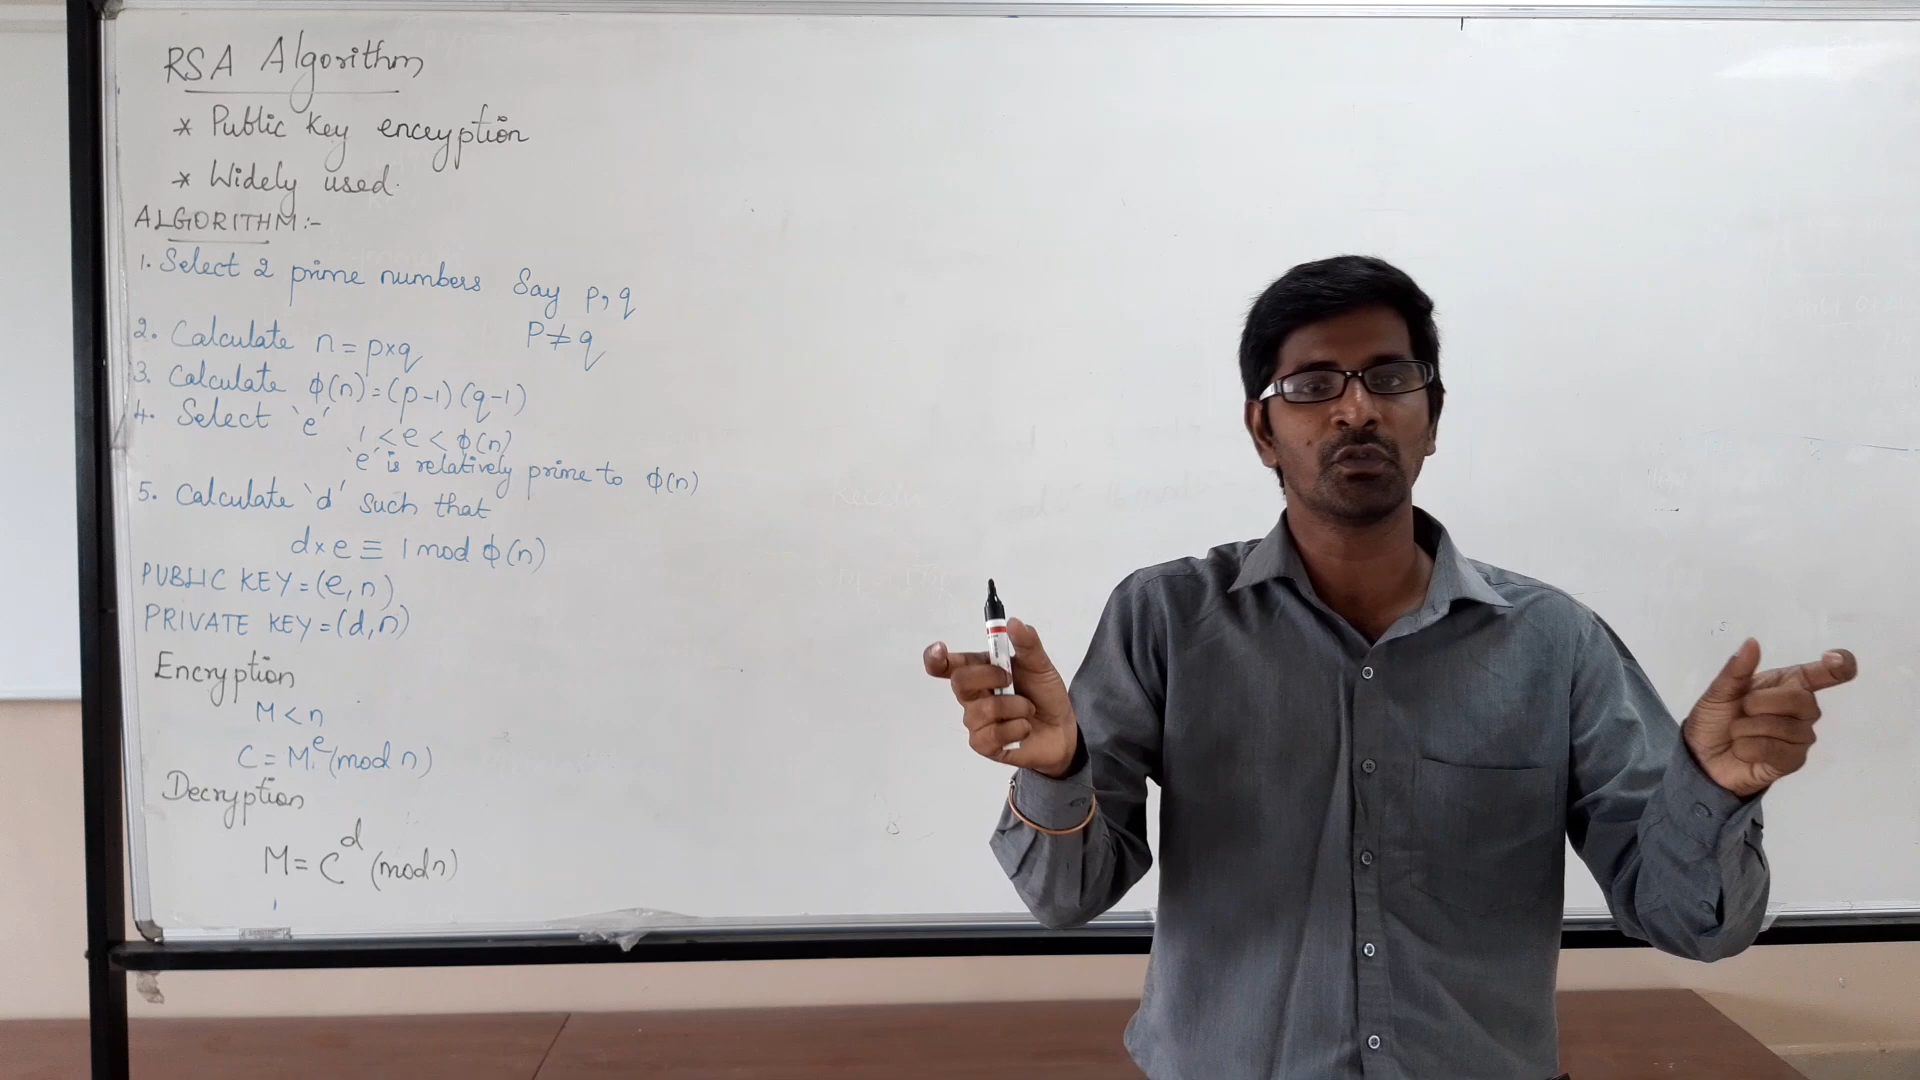 RSA Algorithm
* Public key encryption
* Widely used.
ALGORITHM:-
1. Select 2 prime numbers Say p, q
P ≠ q
2. Calculate n = p×q
3. Calculate ϕ(n) = (p-1)(q-1)
4. Select 'e'
1 < e < ϕ(n)
'e' is relatively prime to ϕ(n)
5. Calculate 'd' Such that
d×e ≡ 1 mod ϕ(n)
PUBLIC KEY = (e, n)
PRIVATE KEY = (d, n)
Encryption
M < n
C = M^e (mod n)
Decryption
M = C^d (mod n)